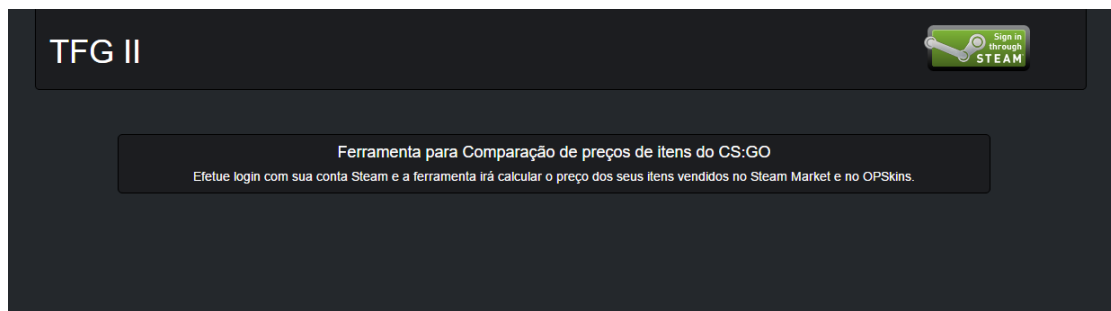 TFG II
Sign in
through
STEAM
Ferramenta para Comparação de preços de itens do CS:GO
Efetue login com sua conta Steam e a ferramenta irá calcular o preço dos seus itens vendidos no Steam Market e no OPSkins.